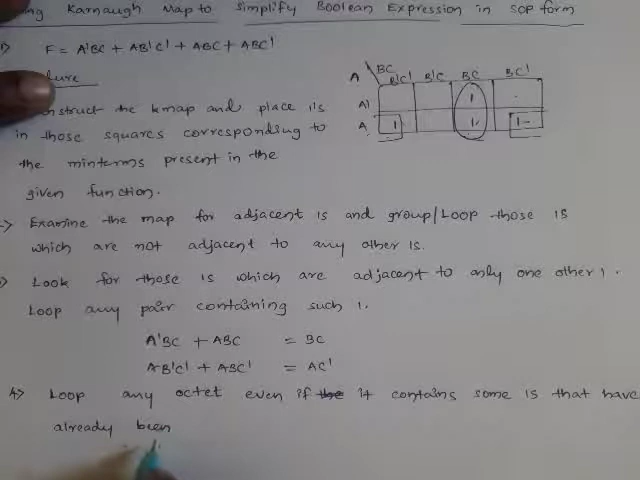 Karnaugh Map to Simplify Boolean Expression in SOP form
F = A'BC + AB'C' + ABC + ABC'
A \ BC B'C' B'C BC BC'
A' 1
A 1 1 1
the kmap and place 1's
in those squares corresponding to
the minterms present in the
given function.
Examine the map for adjacent 1s and group/Loop those 1s
which are not adjacent to any other 1s.
Look for those 1s which are adjacent to only one other 1.
Loop any pair containing such 1.
A'BC + ABC = BC
AB'C' + ABC' = AC'
4) Loop any octet even if it contains some 1s that have
already been